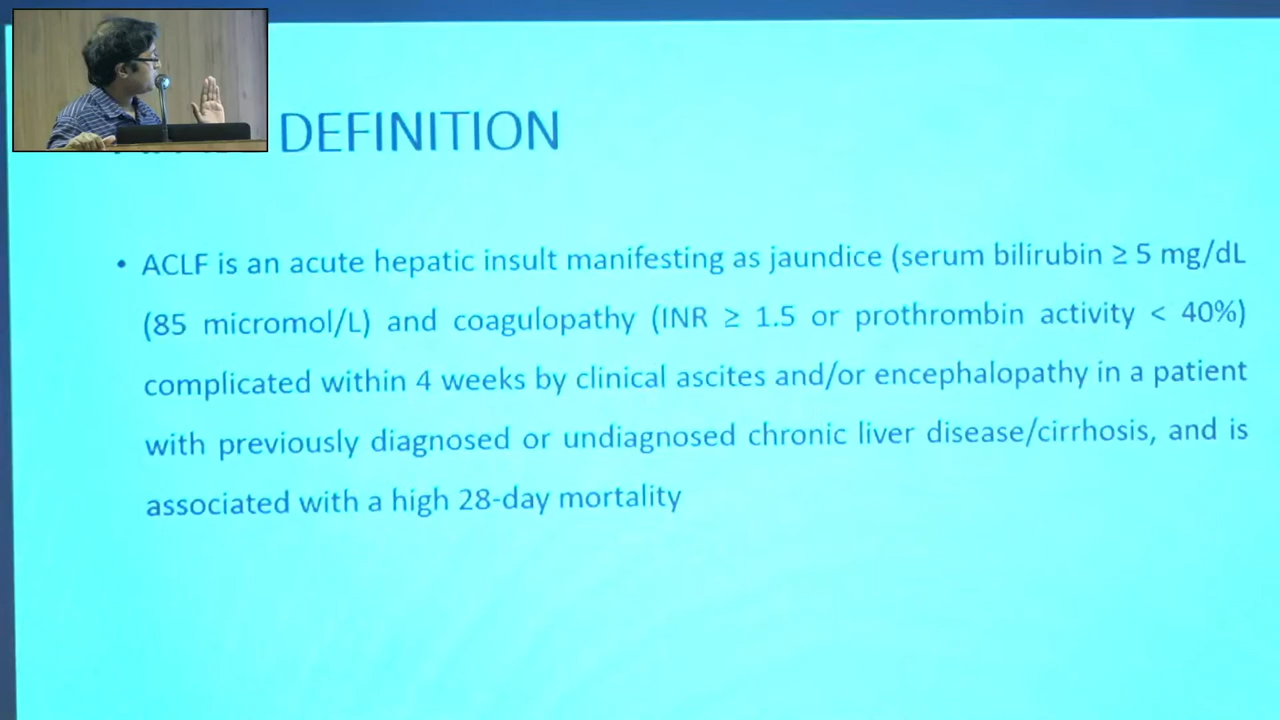 DEFINITION
• ACLF is an acute hepatic insult manifesting as jaundice (serum bilirubin ≥ 5 mg/dL
(85 micromol/L) and coagulopathy (INR ≥ 1.5 or prothrombin activity < 40%)
complicated within 4 weeks by clinical ascites and/or encephalopathy in a patient
with previously diagnosed or undiagnosed chronic liver disease/cirrhosis, and is
associated with a high 28-day mortality